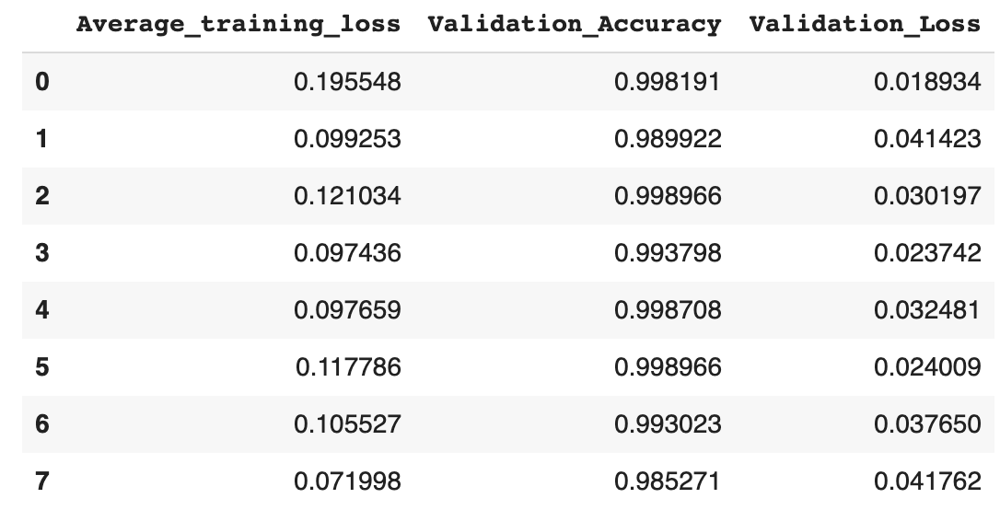 Average_training_loss Validation_Accuracy Validation_Loss
0 0.195548 0.998191 0.018934
1 0.099253 0.989922 0.041423
2 0.121034 0.998966 0.030197
3 0.097436 0.993798 0.023742
4 0.097659 0.998708 0.032481
5 0.117786 0.998966 0.024009
6 0.105527 0.993023 0.037650
7 0.071998 0.985271 0.041762